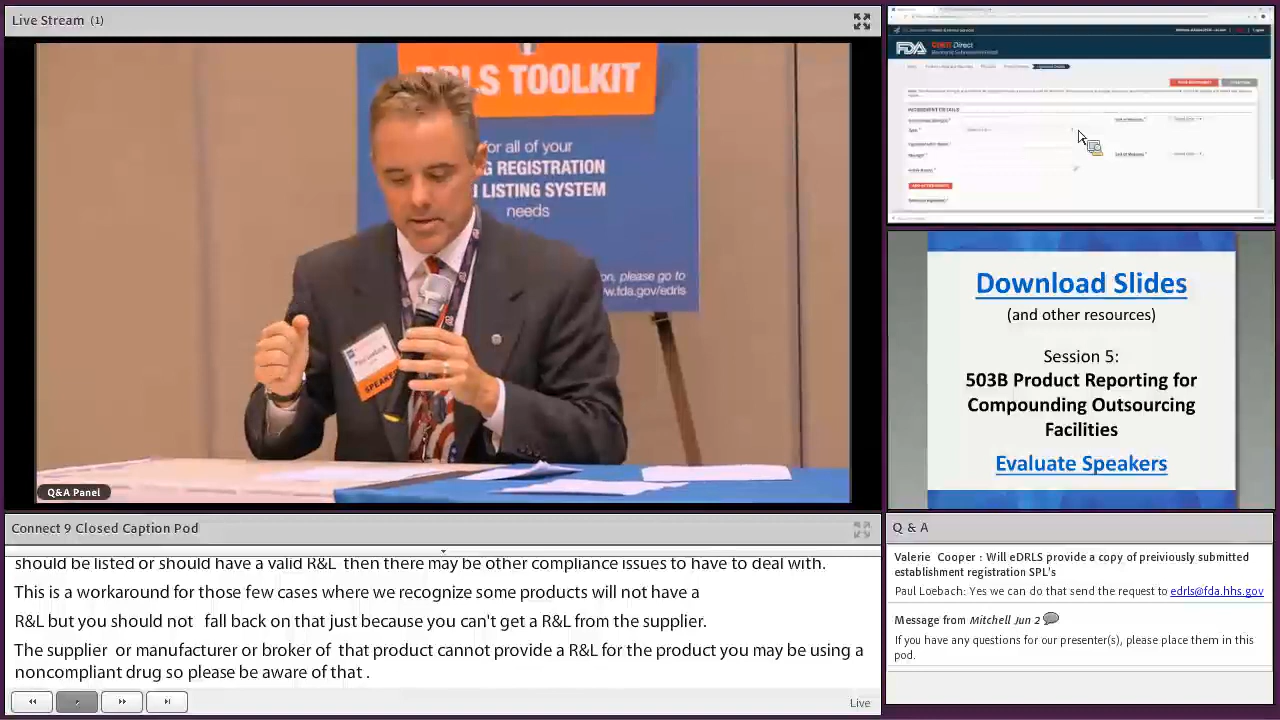 Live Stream (1)
DRLS TOOLKIT
or all of your
G REGISTRATION
LISTING SYSTEM
needs
on, please go to
w.fda.gov/edrls
SPEAKER
Q&A Panel
FDA
Direct
INGREDIENT DETAILS
Download Slides
(and other resources)
Session 5:
503B Product Reporting for
Compounding Outsourcing
Facilities
Evaluate Speakers
Connect 9 Closed Caption Pod
should be listed or should have a valid R&L then there may be other compliance issues to have to deal with.
This is a workaround for those few cases where we recognize some products will not have a
R&L but you should not fall back on that just because you can't get a R&L from the supplier.
The supplier or manufacturer or broker of that product cannot provide a R&L for the product you may be using a
noncompliant drug so please be aware of that .
Live
Q & A
Valerie Cooper : Will eDRLS provide a copy of preiviously submitted
establishment registration SPL's
Paul Loebach: Yes we can do that send the request to edrls@fda.hhs.gov
Message from Mitchell Jun 2
If you have any questions for our presenter(s), please place them in this
pod.